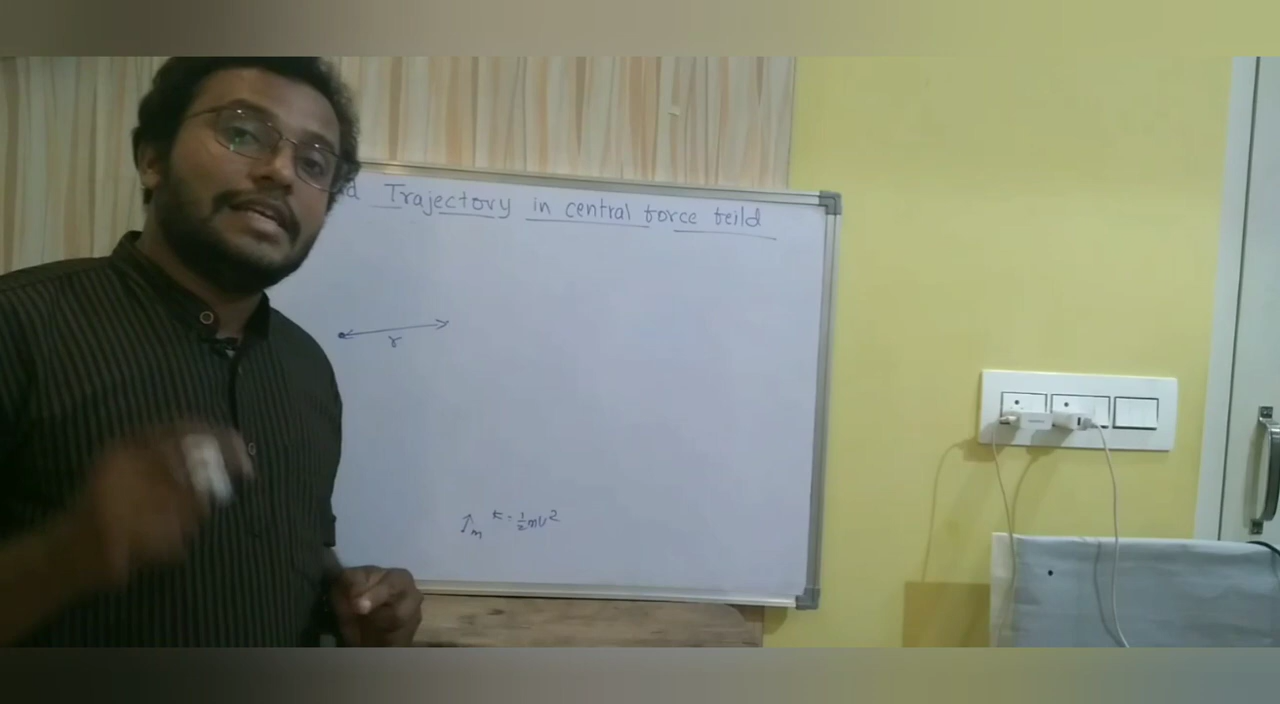 Trajectory in central force feild
r
m K = ½mv²